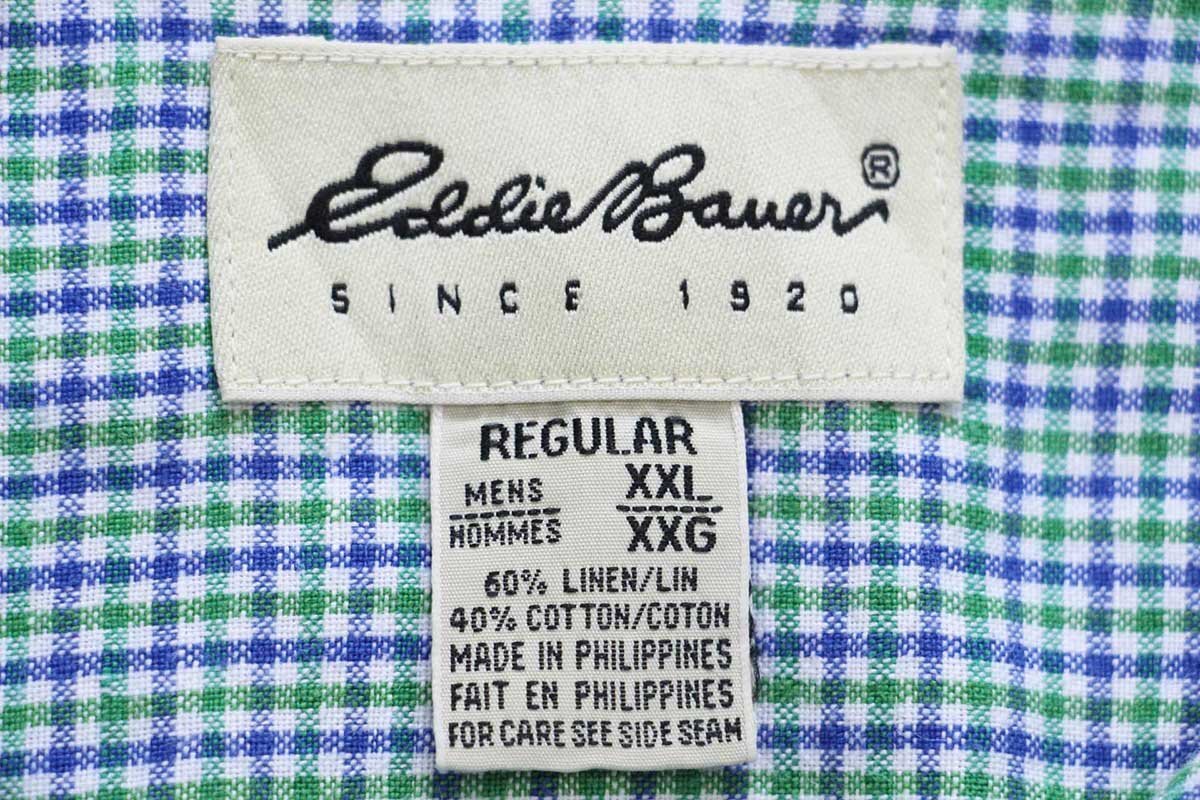 Eddie Bauer®
SINCE 1920
REGULAR
MENS XXL
HOMMES XXG
60% LINEN/LIN
40% COTTON/COTON
MADE IN PHILIPPINES
FAIT EN PHILIPPINES
FOR CARE SEE SIDE SEAM